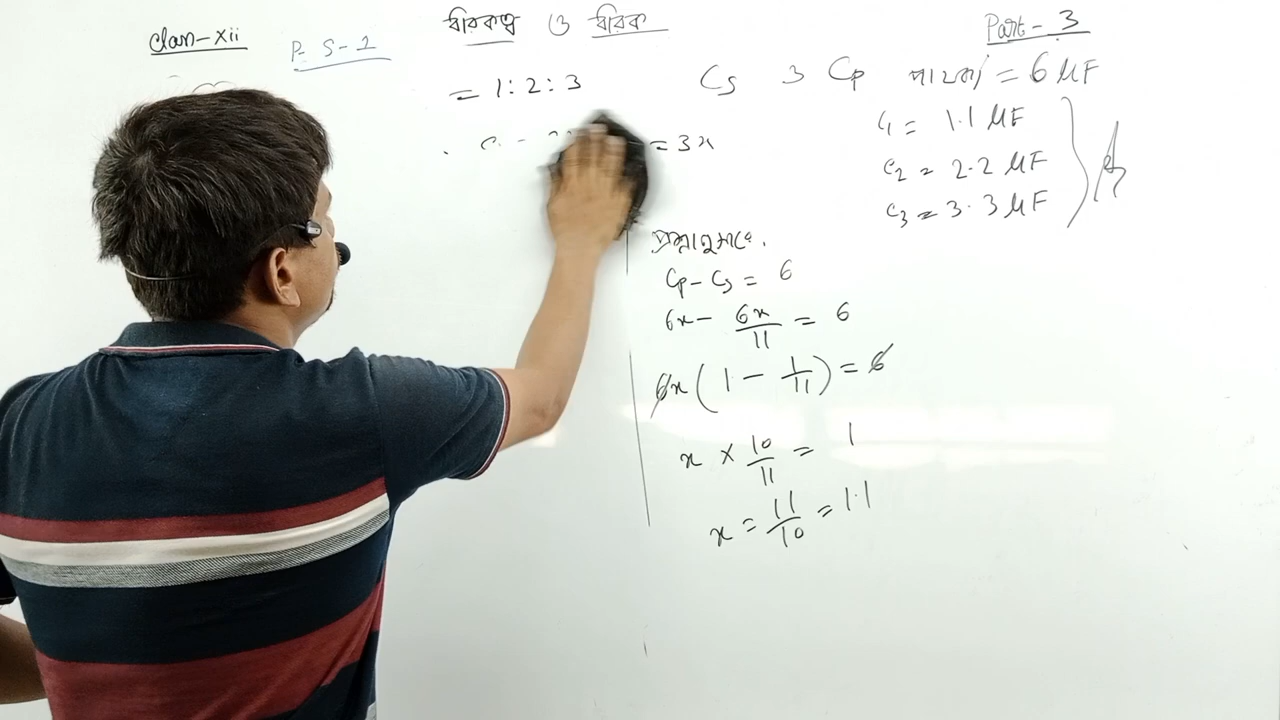 Class-xii
P-S-1
ধারকত্ব ও ধারক
Part-3
= 1:2:3
Cs ও Cp পার্থক্য = 6 μF
= 3x
C1 = 1.1 μF
C2 = 2.2 μF
C3 = 3.3 μF
প্রশ্নানুসারে,
Cp - Cs = 6
6x - 6x/11 = 6
6x(1 - 1/11) = 6
x × 10/11 = 1
x = 11/10 = 1.1